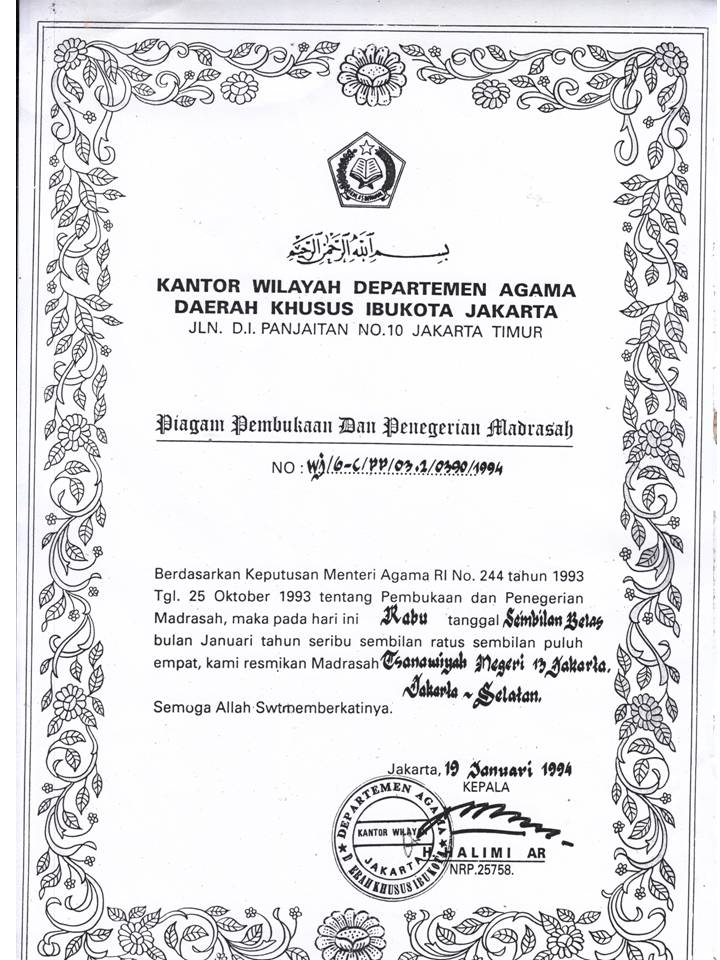 بسم الله الرحمن الرحيم
KANTOR WILAYAH DEPARTEMEN AGAMA
DAERAH KHUSUS IBUKOTA JAKARTA
JLN. D.I. PANJAITAN NO.10 JAKARTA TIMUR
Piagam Pembukaan Dan Penegerian Madrasah
NO : Wj/6-C/PP/03.2/0390/1994
Berdasarkan Keputusan Menteri Agama RI No. 244 tahun 1993
Tgl. 25 Oktober 1993 tentang Pembukaan dan Penegerian
Madrasah, maka pada hari ini Rabu tanggal Sembilan Belas
bulan Januari tahun seribu sembilan ratus sembilan puluh
empat, kami resmikan Madrasah Tsanawiyah Negeri 13 Jakarta.
Jakarta ~ Selatan.
Semoga Allah Swtmemberkatinya.
Jakarta, 19 Januari 1994
KEPALA
DEPARTEMEN AGAMA
KANTOR WILAYA
JAKARTA
D ERAH KHUSUS IBUKOTA
H HALIMI AR
NRP.25758.